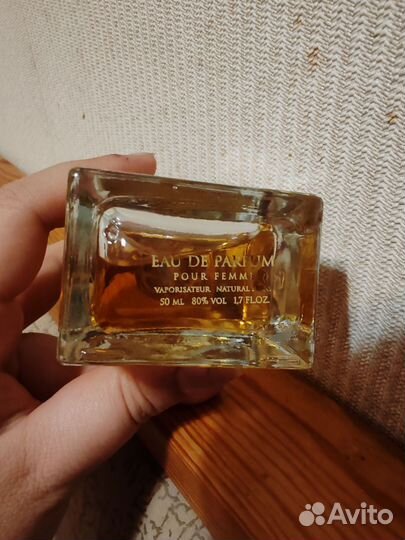 EAU DE PARFUM
POUR FEMME
VAPORISATEUR NATURAL
50 ML 80% VOL 1,7 FL.OZ.
Avito